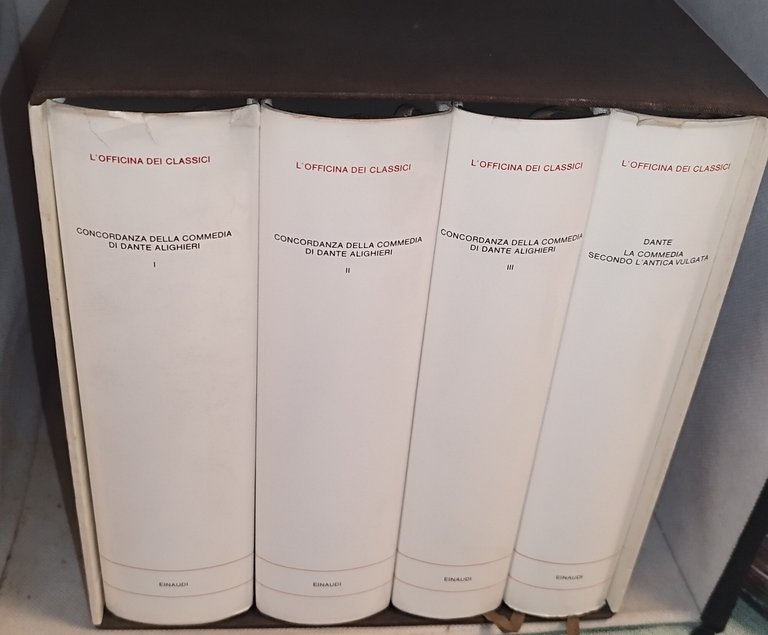 L'OFFICINA DEI CLASSICI
CONCORDANZA DELLA COMMEDIA
DI DANTE ALIGHIERI
I
EINAUDI
L'OFFICINA DEI CLASSICI
CONCORDANZA DELLA COMMEDIA
DI DANTE ALIGHIERI
II
EINAUDI
L'OFFICINA DEI CLASSICI
CONCORDANZA DELLA COMMEDIA
DI DANTE ALIGHIERI
III
EINAUDI
L'OFFICINA DEI CLASSICI
DANTE
LA COMMEDIA
SECONDO L'ANTICA VULGATA
EINAUDI